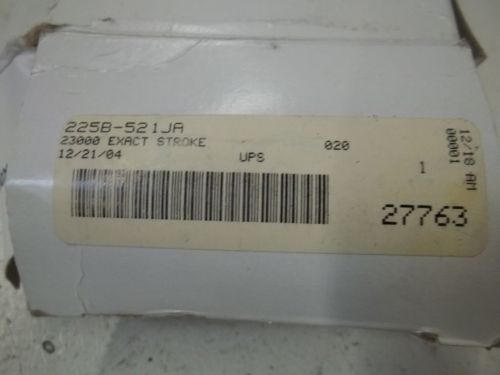 225B-521JA
23000 EXACT STROKE 020
12/21/04 UPS
1
27763
12/18 AM
00001